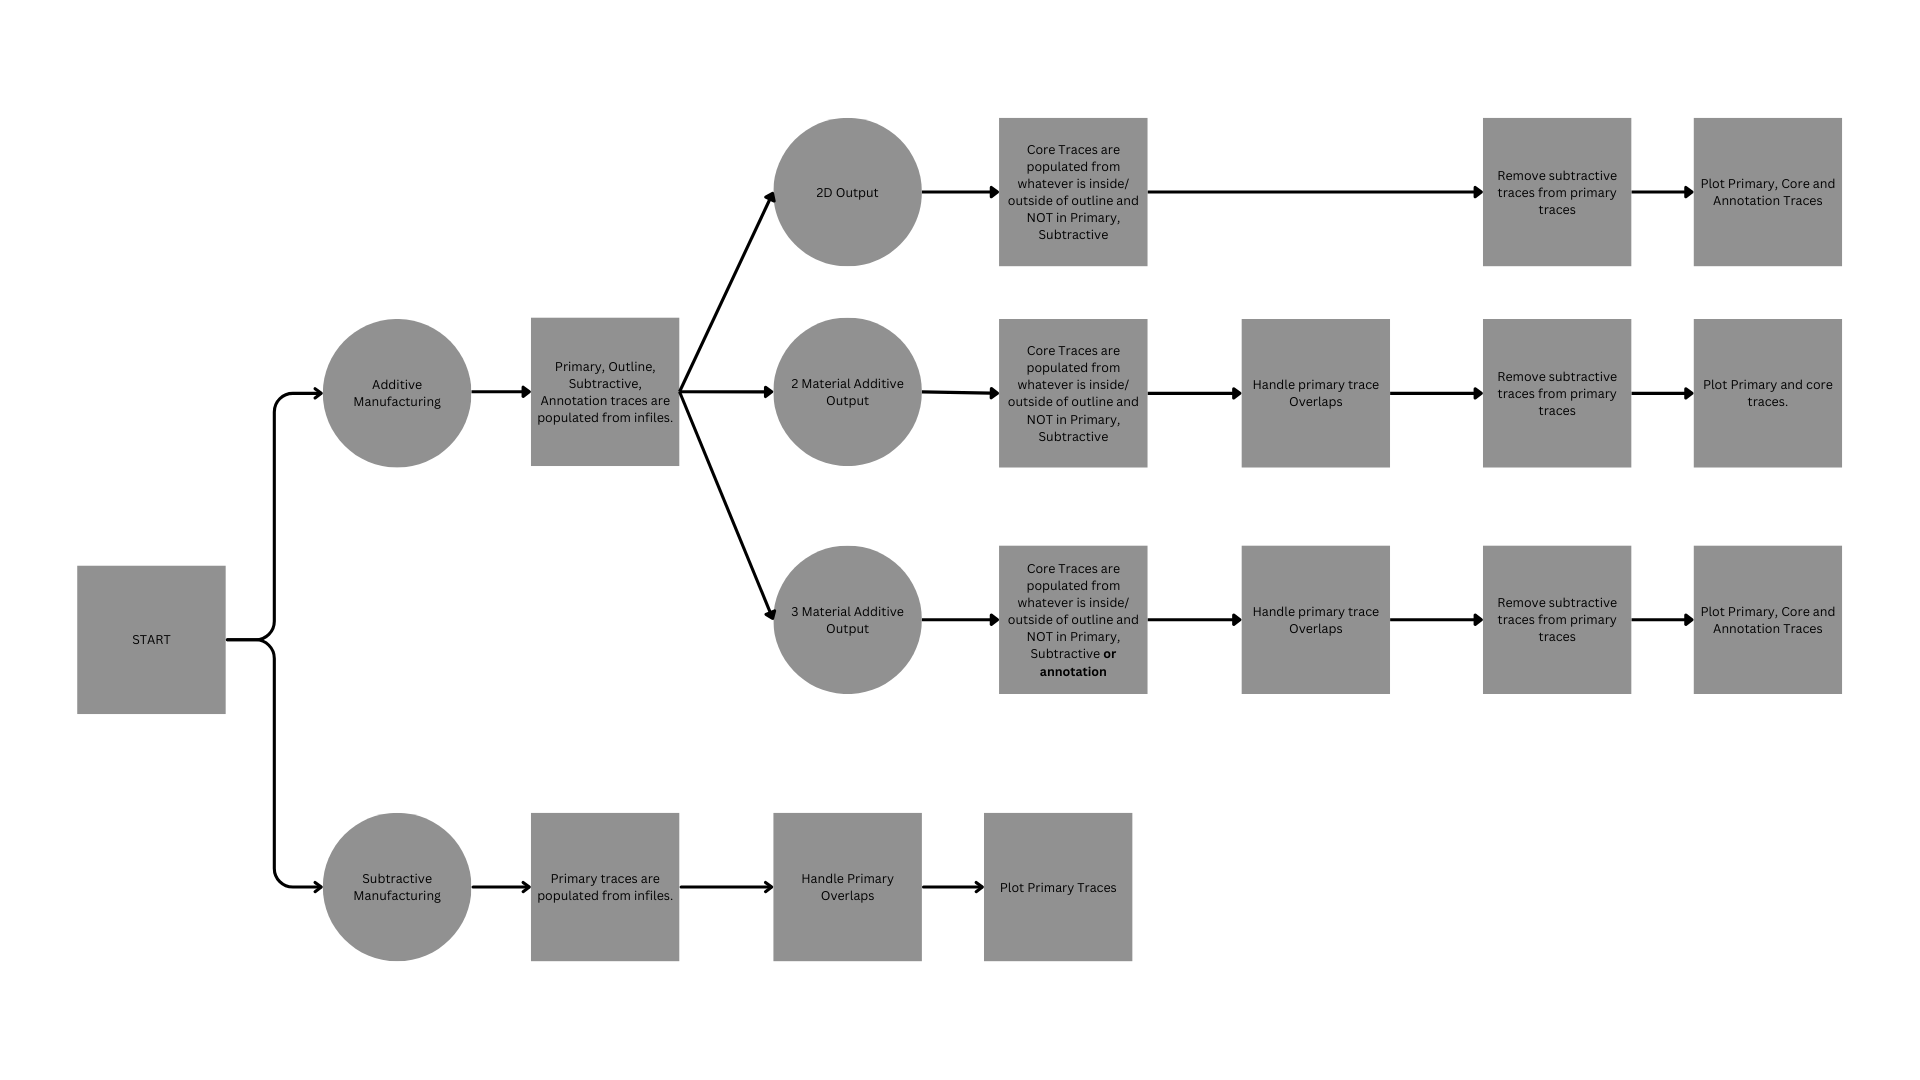 2D Output
Core Traces are
populated from
whatever is inside/
outside of outline and
NOT in Primary,
Subtractive
Remove subtractive
traces from primary
traces
Plot Primary, Core and
Annotation Traces
Additive
Manufacturing
Primary, Outline,
Subtractive,
Annotation traces are
populated from infiles.
2 Material Additive
Output
Core Traces are
populated from
whatever is inside/
outside of outline and
NOT in Primary,
Subtractive
Handle primary trace
Overlaps
Remove subtractive
traces from primary
traces
Plot Primary and core
traces.
START
3 Material Additive
Output
Core Traces are
populated from
whatever is inside/
outside of outline and
NOT in Primary,
Subtractive or
annotation
Handle primary trace
Overlaps
Remove subtractive
traces from primary
traces
Plot Primary, Core and
Annotation Traces
Subtractive
Manufacturing
Primary traces are
populated from infiles.
Handle Primary
Overlaps
Plot Primary Traces